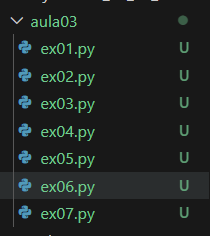 aula03
ex01.py U
ex02.py U
ex03.py U
ex04.py U
ex05.py U
ex06.py U
ex07.py U